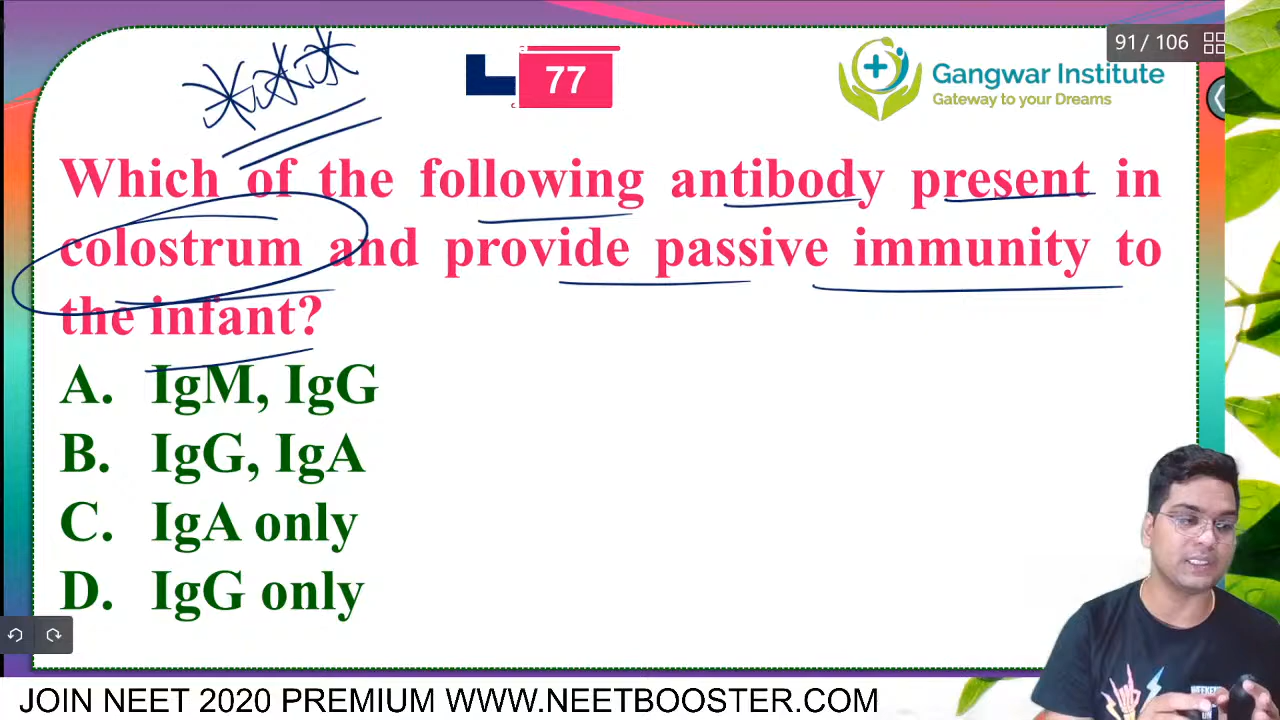 91 / 106
77
Gangwar Institute
Gateway to your Dreams
Which of the following antibody present in
colostrum and provide passive immunity to
the infant?
A. IgM, IgG
B. IgG, IgA
C. IgA only
D. IgG only
JOIN NEET 2020 PREMIUM WWW.NEETBOOSTER.COM